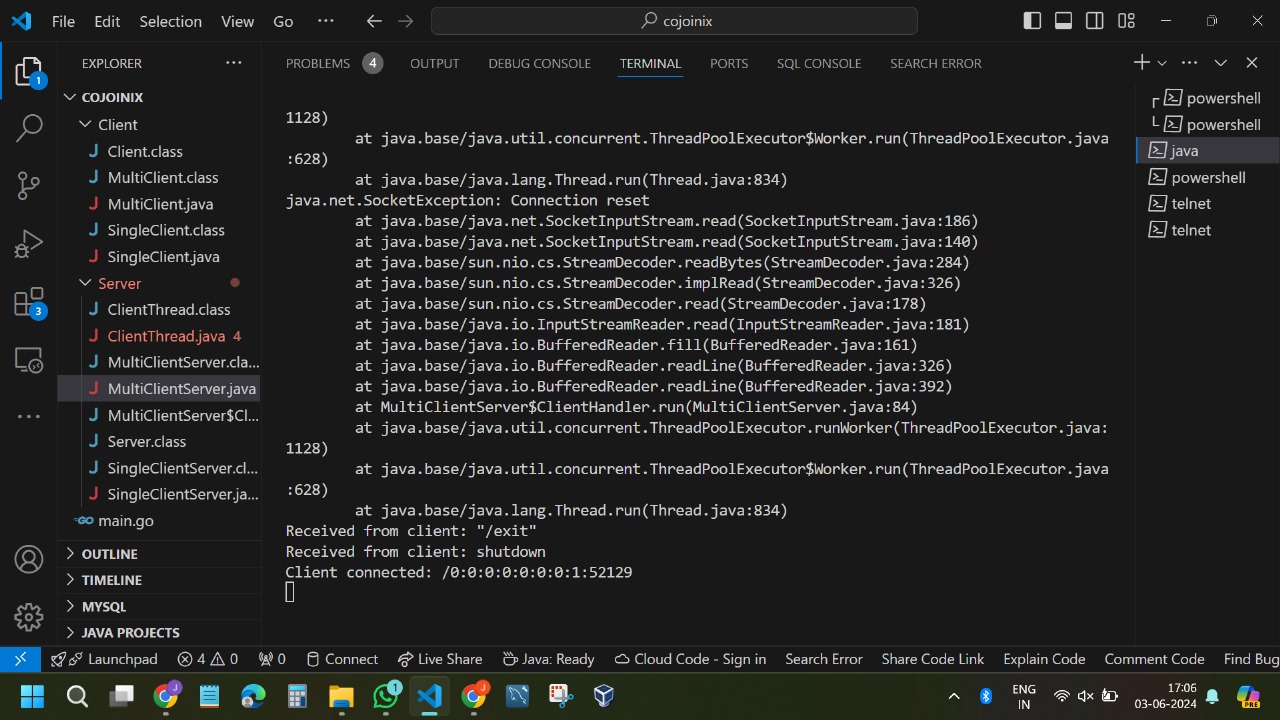 File Edit Selection View Go ··· cojoinix
EXPLORER ···
COJOINIX
Client
Client.class
MultiClient.class
MultiClient.java
SingleClient.class
SingleClient.java
Server
ClientThread.class
ClientThread.java 4
MultiClientServer.cla...
MultiClientServer.java
MultiClientServer$Cl...
Server.class
SingleClientServer.cl...
SingleClientServer.ja...
main.go
OUTLINE
TIMELINE
MYSQL
JAVA PROJECTS
1
3
PROBLEMS 4 OUTPUT DEBUG CONSOLE TERMINAL PORTS SQL CONSOLE SEARCH ERROR
1128)
at java.base/java.util.concurrent.ThreadPoolExecutor$Worker.run(ThreadPoolExecutor.java
:628)
at java.base/java.lang.Thread.run(Thread.java:834)
java.net.SocketException: Connection reset
at java.base/java.net.SocketInputStream.read(SocketInputStream.java:186)
at java.base/java.net.SocketInputStream.read(SocketInputStream.java:140)
at java.base/sun.nio.cs.StreamDecoder.readBytes(StreamDecoder.java:284)
at java.base/sun.nio.cs.StreamDecoder.implRead(StreamDecoder.java:326)
at java.base/sun.nio.cs.StreamDecoder.read(StreamDecoder.java:178)
at java.base/java.io.InputStreamReader.read(InputStreamReader.java:181)
at java.base/java.io.BufferedReader.fill(BufferedReader.java:161)
at java.base/java.io.BufferedReader.readLine(BufferedReader.java:326)
at java.base/java.io.BufferedReader.readLine(BufferedReader.java:392)
at MultiClientServer$ClientHandler.run(MultiClientServer.java:84)
at java.base/java.util.concurrent.ThreadPoolExecutor.runWorker(ThreadPoolExecutor.java:
1128)
at java.base/java.util.concurrent.ThreadPoolExecutor$Worker.run(ThreadPoolExecutor.java
:628)
at java.base/java.lang.Thread.run(Thread.java:834)
Received from client: "/exit"
Received from client: shutdown
Client connected: /0:0:0:0:0:0:0:1:52129
powershell
powershell
java
powershell
telnet
telnet
Launchpad 4 0 0 Connect Live Share Java: Ready Cloud Code - Sign in Search Error Share Code Link Explain Code Comment Code Find Bug
1
ENG
IN
17:06
03-06-2024
PRE